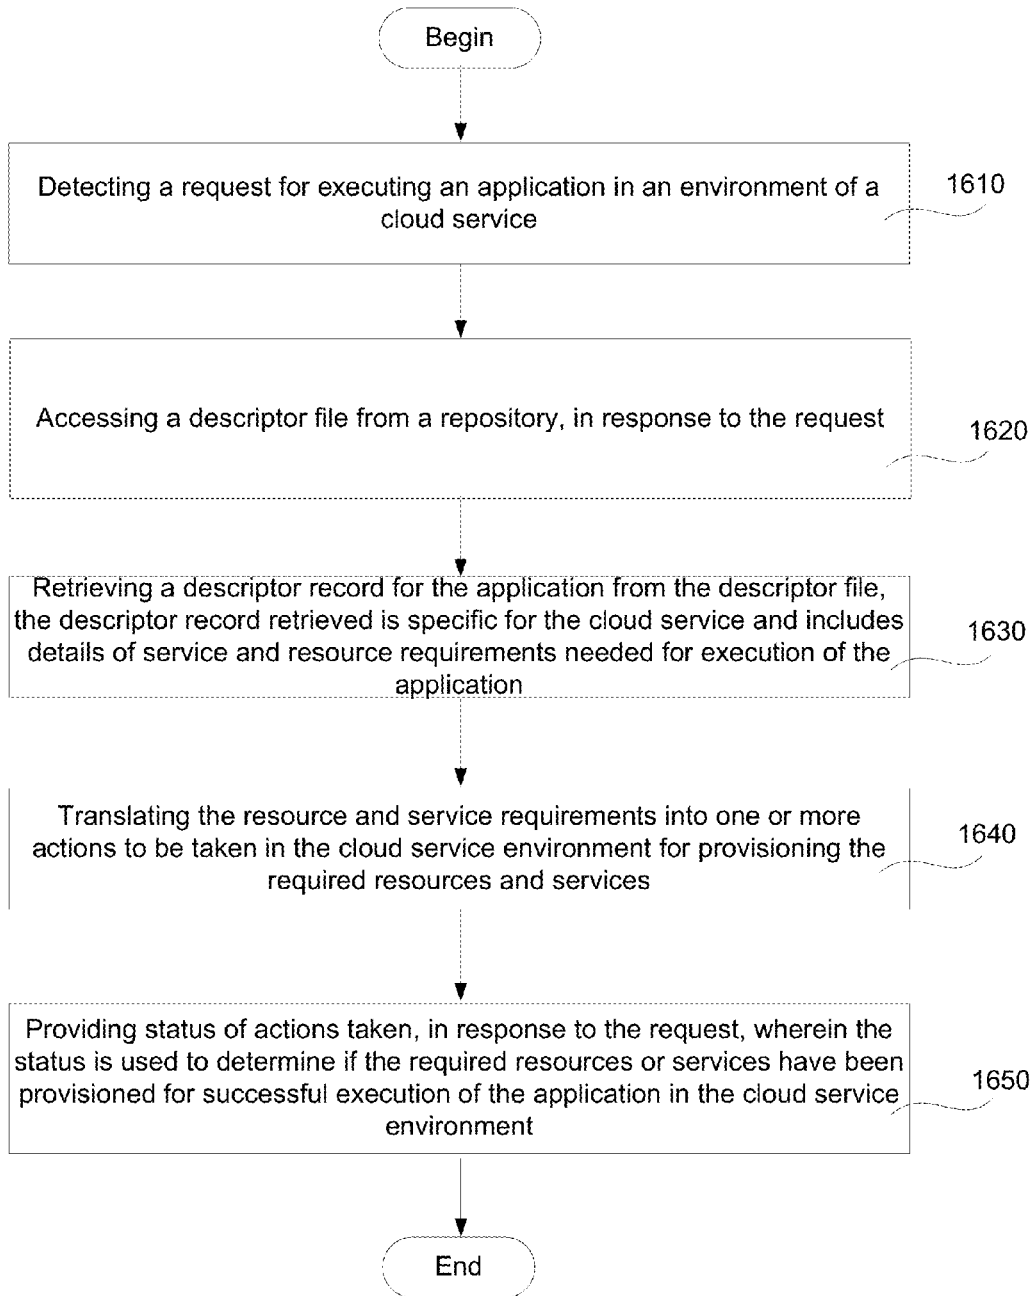 Begin
Detecting a request for executing an application in an environment of a
cloud service
1610
Accessing a descriptor file from a repository, in response to the request
1620
Retrieving a descriptor record for the application from the descriptor file,
the descriptor record retrieved is specific for the cloud service and includes
details of service and resource requirements needed for execution of the
application
1630
Translating the resource and service requirements into one or more
actions to be taken in the cloud service environment for provisioning the
required resources and services
1640
Providing status of actions taken, in response to the request, wherein the
status is used to determine if the required resources or services have been
provisioned for successful execution of the application in the cloud service
environment
1650
End